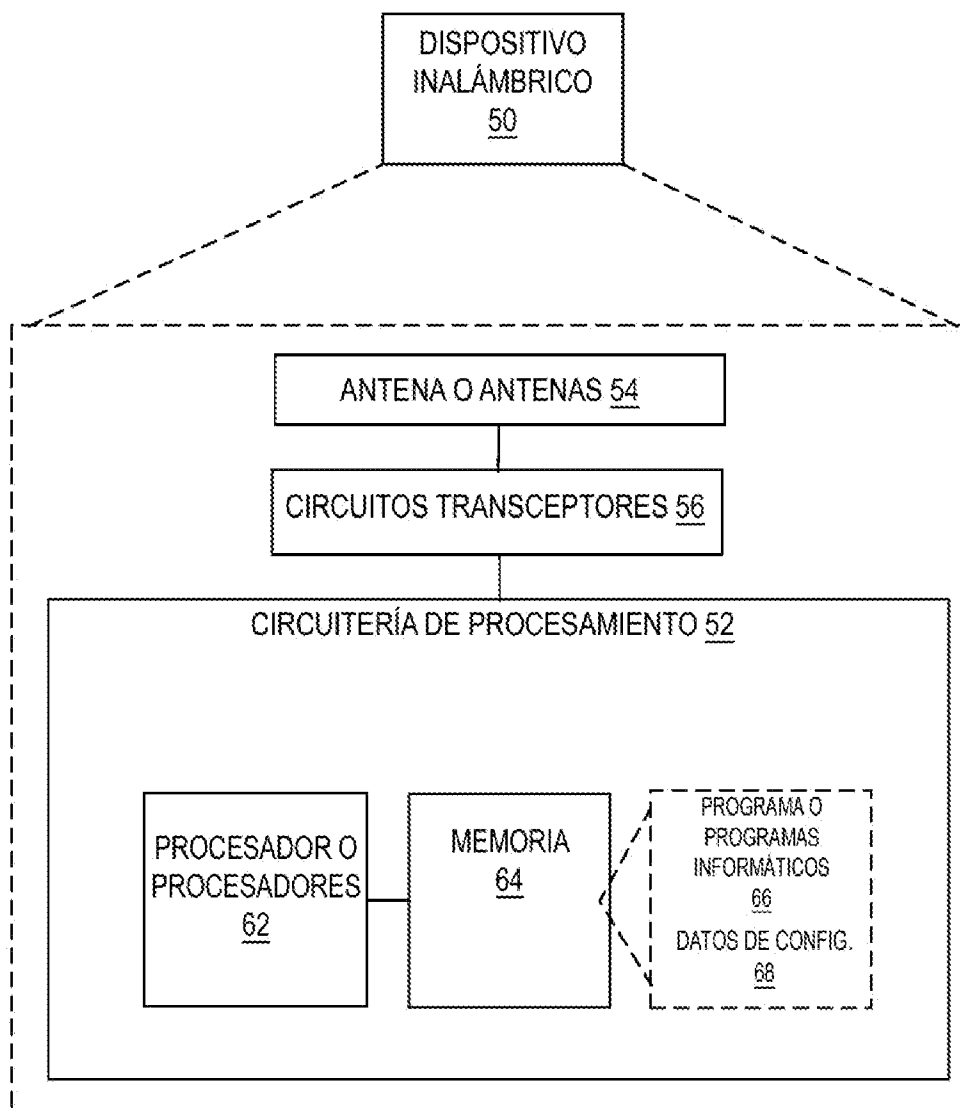 DISPOSITIVO
INALÁMBRICO
50
ANTENA O ANTENAS 54
CIRCUITOS TRANSCEPTORES 56
CIRCUITERÍA DE PROCESAMIENTO 52
PROCESADOR O
PROCESADORES
62
MEMORIA
64
PROGRAMA O
PROGRAMAS
INFORMÁTICOS
66
DATOS DE CONFIG.
68